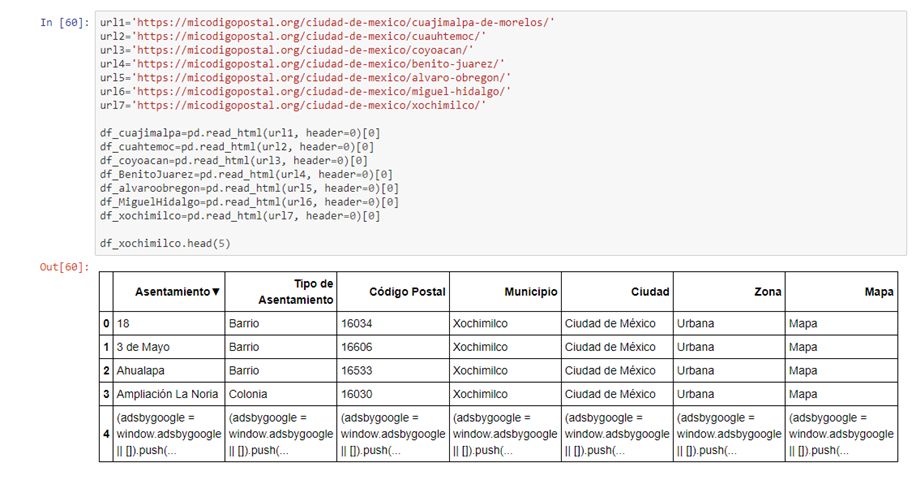 In [60]:
url1='https://micodigopostal.org/ciudad-de-mexico/cuajimalpa-de-morelos/'
url2='https://micodigopostal.org/ciudad-de-mexico/cuauhtemoc/'
url3='https://micodigopostal.org/ciudad-de-mexico/coyoacan/'
url4='https://micodigopostal.org/ciudad-de-mexico/benito-juarez/'
url5='https://micodigopostal.org/ciudad-de-mexico/alvaro-obregon/'
url6='https://micodigopostal.org/ciudad-de-mexico/miguel-hidalgo/'
url7='https://micodigopostal.org/ciudad-de-mexico/xochimilco/'
df_cuajimalpa=pd.read_html(url1, header=0)[0]
df_cuahtemoc=pd.read_html(url2, header=0)[0]
df_coyoacan=pd.read_html(url3, header=0)[0]
df_BenitoJuarez=pd.read_html(url4, header=0)[0]
df_alvaroobregon=pd.read_html(url5, header=0)[0]
df_MiguelHidalgo=pd.read_html(url6, header=0)[0]
df_xochimilco=pd.read_html(url7, header=0)[0]
df_xochimilco.head(5)
Out[60]:
Asentamiento▼ Tipo de Asentamiento Código Postal Municipio Ciudad Zona Mapa
0 18 Barrio 16034 Xochimilco Ciudad de México Urbana Mapa
1 3 de Mayo Barrio 16606 Xochimilco Ciudad de México Urbana Mapa
2 Ahualapa Barrio 16533 Xochimilco Ciudad de México Urbana Mapa
3 Ampliación La Noria Colonia 16030 Xochimilco Ciudad de México Urbana Mapa
(adsbygoogle = (adsbygoogle = (adsbygoogle = (adsbygoogle = (adsbygoogle = (adsbygoogle = (adsbygoogle =
4 window.adsbygoogle window.adsbygoogle window.adsbygoogle window.adsbygoogle window.adsbygoogle window.adsbygoogle window.adsbygoogle
|| []).push(... || []).push(... || []).push(... || []).push(... || []).push(... || []).push(... || []).push(...